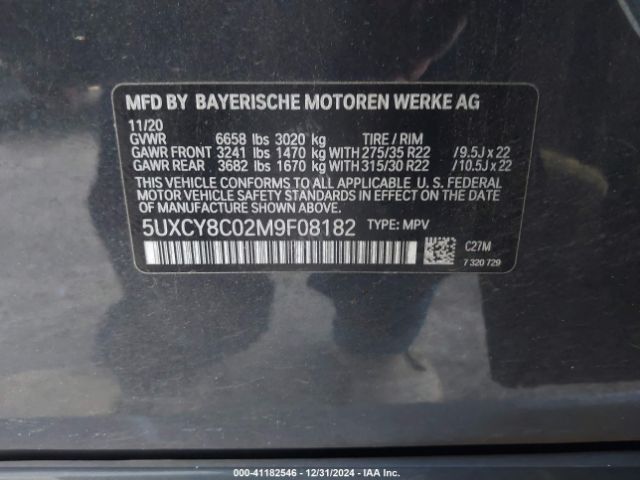 MFD BY BAYERISCHE MOTOREN WERKE AG
11/20
GVWR 6658 lbs 3020 kg TIRE / RIM
GAWR FRONT 3241 lbs 1470 kg WITH 275/35 R22 /9.5J x 22
GAWR REAR 3682 lbs 1670 kg WITH 315/30 R22 /10.5J x 22
THIS VEHICLE CONFORMS TO ALL APPLICABLE U. S. FEDERAL
MOTOR VEHICLE SAFETY STANDARDS IN EFFECT ON THE DATE
OF MANUFACTURE SHOWN ABOVE.
5UXCY8C02M9F08182 TYPE: MPV
C27M
7 320 729
STOCK #: 41182546 - 12/31/2024 - IAA Inc.